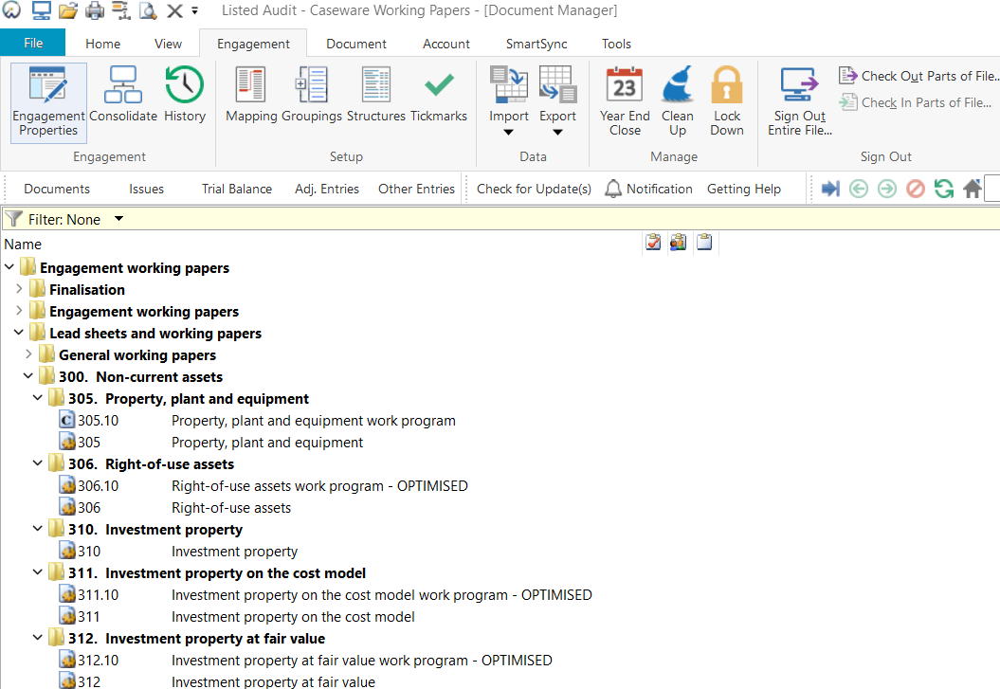 Listed Audit - Caseware Working Papers - [Document Manager]
File Home View Engagement Document Account SmartSync Tools
Engagement Properties Consolidate History
Engagement
Mapping Groupings Structures Tickmarks
Setup
Import Export
Data
23
Year End Close Clean Up Lock Down
Manage
Sign Out Entire File... Check Out Parts of File..
Check In Parts of File...
Sign Out
Documents Issues Trial Balance Adj. Entries Other Entries Check for Update(s) Notification Getting Help
Filter: None
Name
Engagement working papers
Finalisation
Engagement working papers
Lead sheets and working papers
General working papers
300. Non-current assets
305. Property, plant and equipment
C 305.10 Property, plant and equipment work program
305 Property, plant and equipment
306. Right-of-use assets
306.10 Right-of-use assets work program - OPTIMISED
306 Right-of-use assets
310. Investment property
310 Investment property
311. Investment property on the cost model
311.10 Investment property on the cost model work program - OPTIMISED
311 Investment property on the cost model
312. Investment property at fair value
312.10 Investment property at fair value work program - OPTIMISED
312 Investment property at fair value